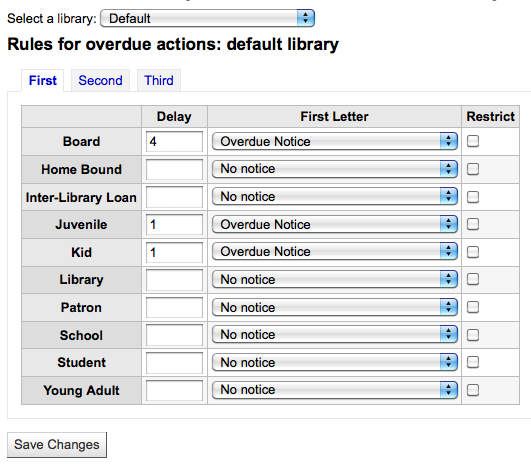 Select a library: Default
Rules for overdue actions: default library
First Second Third
Delay First Letter Restrict
Board 4 Overdue Notice
Home Bound No notice
Inter-Library Loan No notice
Juvenile 1 Overdue Notice
Kid 1 Overdue Notice
Library No notice
Patron No notice
School No notice
Student No notice
Young Adult No notice
Save Changes